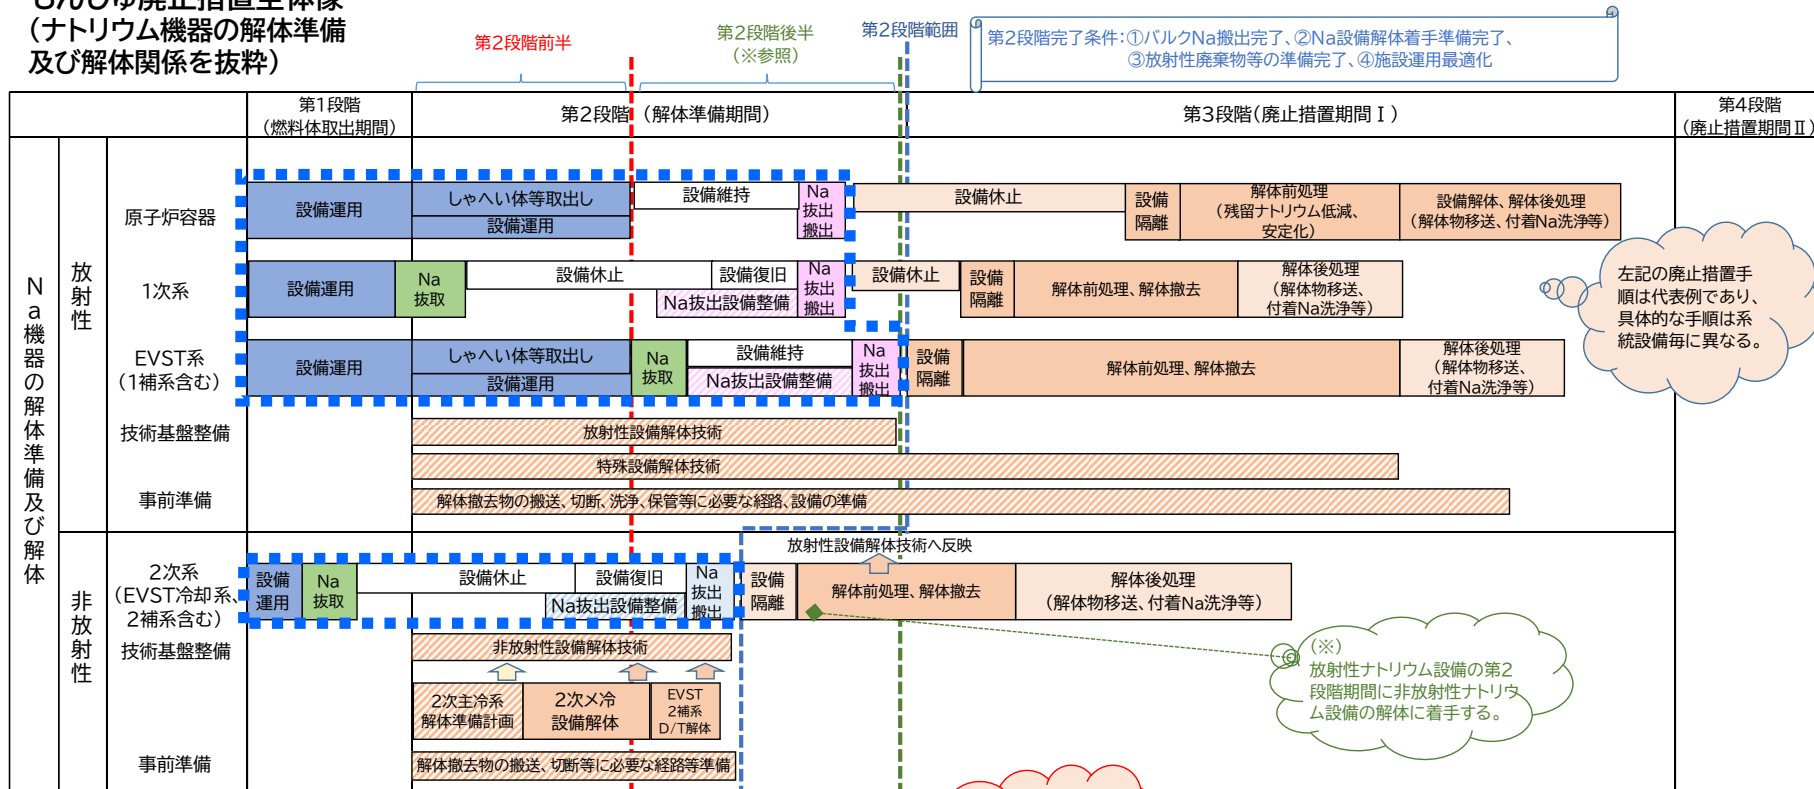 もんじゅ廃止措置全体像
(ナトリウム機器の解体準備
及び解体関係を抜粋)
第2段階前半
第2段階後半
(※参照)
第2段階範囲
第2段階完了条件:①バルクNa搬出完了、②Na設備解体着手準備完了、
③放射性廃棄物等の準備完了、④施設運用最適化
第1段階
(燃料体取出期間)
第2段階 (解体準備期間)
第3段階(廃止措置期間Ⅰ)
第4段階
(廃止措置期間Ⅱ)
Na機器の解体準備及び解体
放射性
原子炉容器
設備運用
しゃへい体等取出し
設備運用
設備維持
Na
抜出
搬出
設備休止
設備
隔離
解体前処理
(残留ナトリウム低減、
安定化)
設備解体、解体後処理
(解体物移送、付着Na洗浄等)
1次系
設備運用
Na
抜取
設備休止
設備復旧
Na抜出設備整備
Na
抜出
搬出
設備休止
設備
隔離
解体前処理、解体撤去
解体後処理
(解体物移送、
付着Na洗浄等)
左記の廃止措置手
順は代表例であり、
具体的な手順は系
統設備毎に異なる。
EVST系
(1補系含む)
設備運用
しゃへい体等取出し
設備運用
Na
抜取
設備維持
Na抜出設備整備
Na
抜出
搬出
設備
隔離
解体前処理、解体撤去
解体後処理
(解体物移送、
付着Na洗浄等)
技術基盤整備
放射性設備解体技術
特殊設備解体技術
事前準備
解体撤去物の搬送、切断、洗浄、保管等に必要な経路、設備の準備
非放射性
放射性設備解体技術へ反映
2次系
(EVST冷却系、
2補系含む)
設備
運用
Na
抜取
設備休止
設備復旧
Na抜出設備整備
Na
抜出
搬出
設備
隔離
解体前処理、解体撤去
解体後処理
(解体物移送、付着Na洗浄等)
技術基盤整備
非放射性設備解体技術
(※)
放射性ナトリウム設備の第2
段階期間に非放射性ナトリウ
ム設備の解体に着手する。
2次主冷系
解体準備計画
2次メ冷
設備解体
EVST
2補系
D/T解体
事前準備
解体撤去物の搬送、切断等に必要な経路等準備